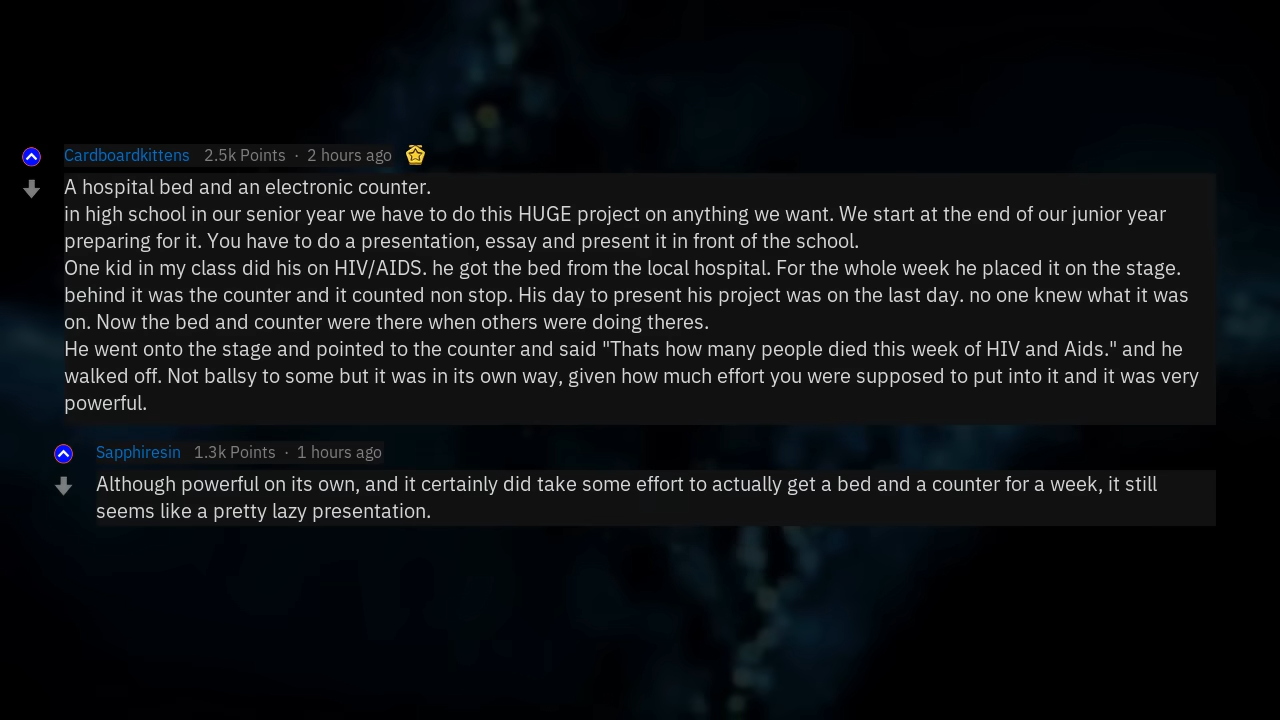 Cardboardkittens 2.5k Points · 2 hours ago
A hospital bed and an electronic counter.
in high school in our senior year we have to do this HUGE project on anything we want. We start at the end of our junior year
preparing for it. You have to do a presentation, essay and present it in front of the school.
One kid in my class did his on HIV/AIDS. he got the bed from the local hospital. For the whole week he placed it on the stage.
behind it was the counter and it counted non stop. His day to present his project was on the last day. no one knew what it was
on. Now the bed and counter were there when others were doing theres.
He went onto the stage and pointed to the counter and said "Thats how many people died this week of HIV and Aids." and he
walked off. Not ballsy to some but it was in its own way, given how much effort you were supposed to put into it and it was very
powerful.
Sapphiresin 1.3k Points · 1 hours ago
Although powerful on its own, and it certainly did take some effort to actually get a bed and a counter for a week, it still
seems like a pretty lazy presentation.